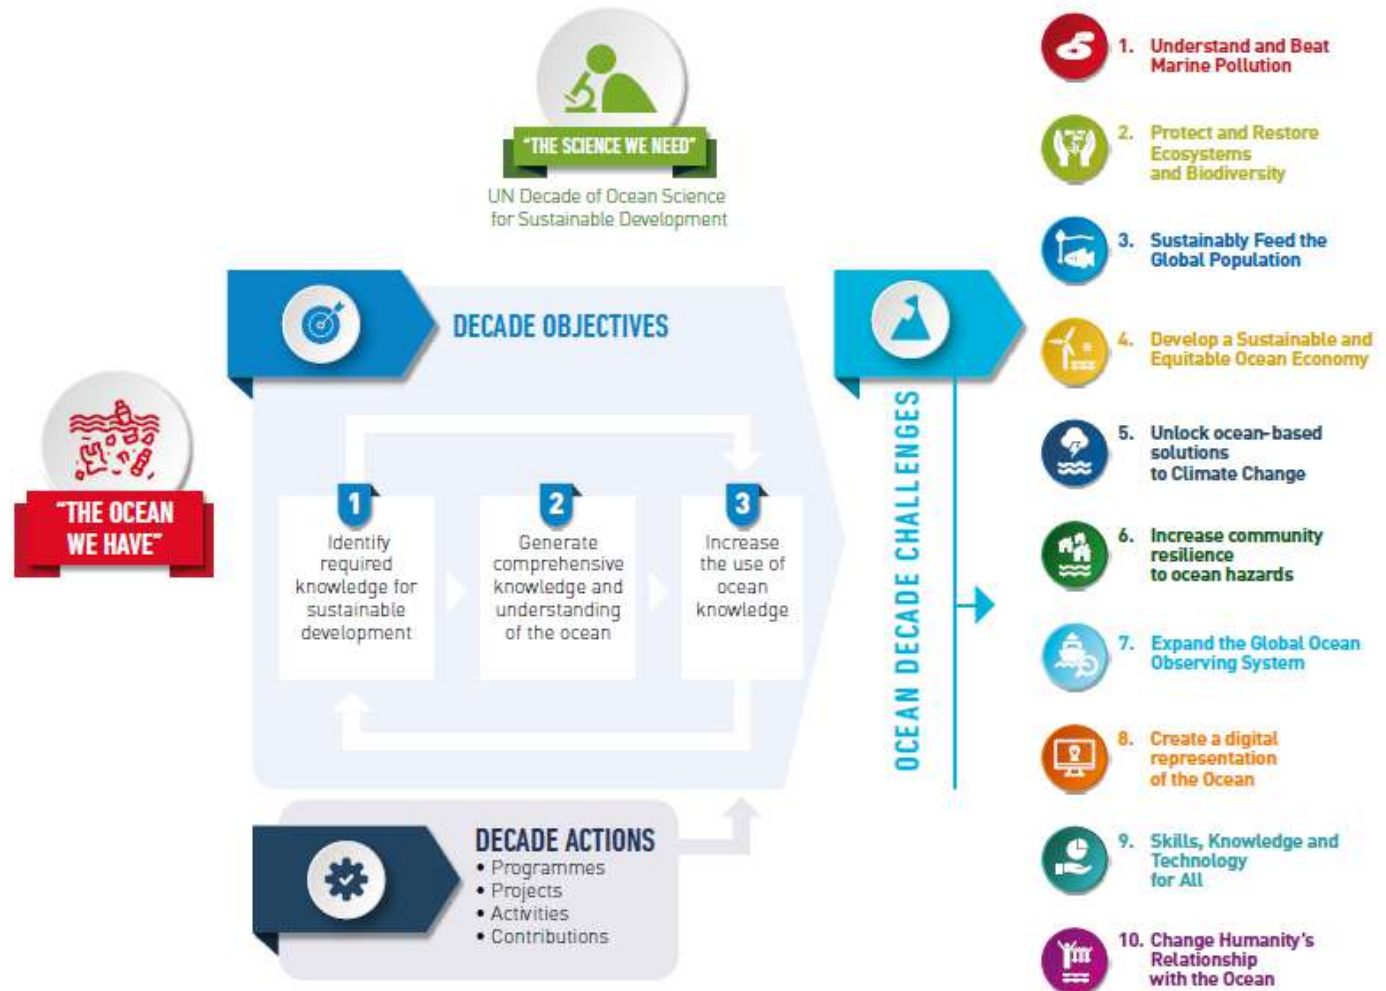 "THE SCIENCE WE NEED"
UN Decade of Ocean Science
for Sustainable Development
"THE OCEAN
WE HAVE"
DECADE OBJECTIVES
1
Identify
required
knowledge for
sustainable
development
2
Generate
comprehensive
knowledge and
understanding
of the ocean
3
Increase
the use of
ocean
knowledge
DECADE ACTIONS
• Programmes
• Projects
• Activities
• Contributions
OCEAN DECADE CHALLENGES
1. Understand and Beat
Marine Pollution
2. Protect and Restore
Ecosystems
and Biodiversity
3. Sustainably Feed the
Global Population
4. Develop a Sustainable and
Equitable Ocean Economy
5. Unlock ocean-based
solutions
to Climate Change
6. Increase community
resilience
to ocean hazards
7. Expand the Global Ocean
Observing System
8. Create a digital
representation
of the Ocean
9. Skills, Knowledge and
Technology
for All
10. Change Humanity's
Relationship
with the Ocean